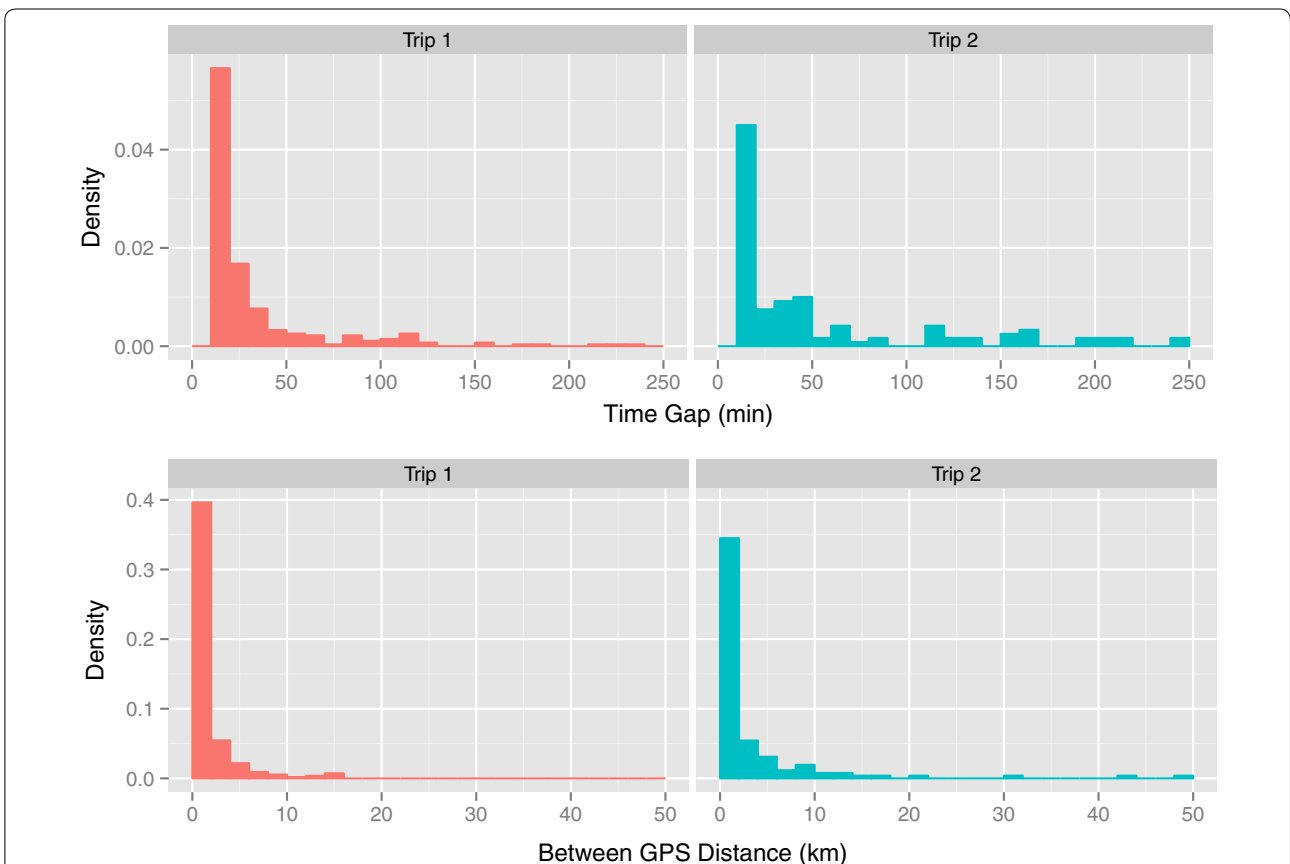 Trip 1 Trip 2
Density
0.04
0.02
0.00
0 50 100 150 200 250 0 50 100 150 200 250
Time Gap (min)
Trip 1 Trip 2
Density
0.4
0.3
0.2
0.1
0.0
0 10 20 30 40 50 0 10 20 30 40 50
Between GPS Distance (km)